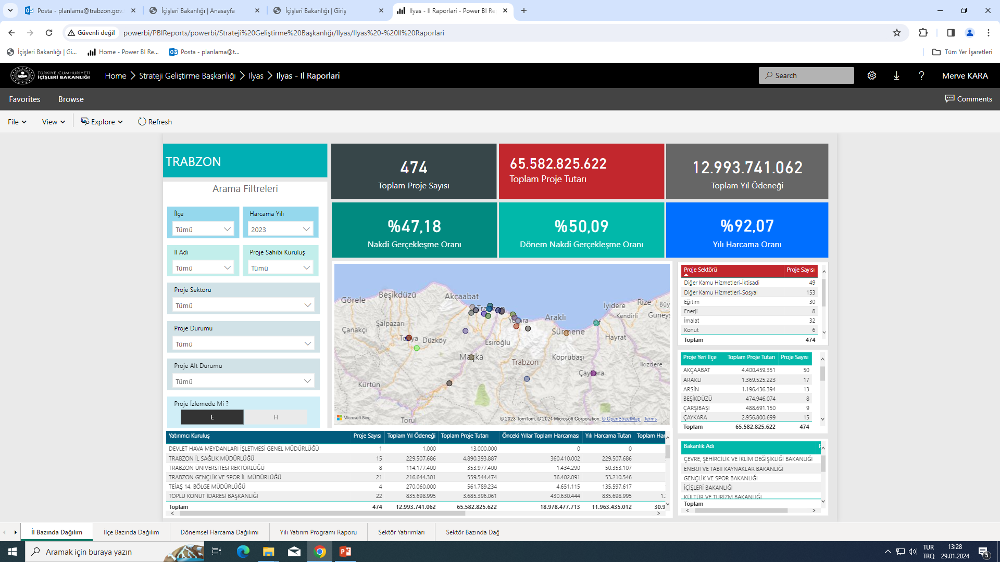 Posta - planlama@trabzon.gov.
İçişleri Bakanlığı | Anasayfa
İçişleri Bakanlığı | Giriş
Ilyas - Il Raporlari - Power BI Re
Güvenli değil
powerbi/PBIReports/powerbi/Strateji%20Geliştirme%20Başkanlığı/Ilyas/Ilyas%20-%20Il%20Raporlari
İçişleri Bakanlığı | Gi...
Home - Power BI Re...
Posta - planlama@t...
Tüm Yer İşaretleri
TÜRKİYE CUMHURİYETİ
İÇİŞLERİ BAKANLIĞI
Home > Strateji Geliştirme Başkanlığı > Ilyas > Ilyas - Il Raporlari
Search
?
Merve KARA
Favorites
Browse
Comments
File
View
Explore
Refresh
TRABZON
474
Toplam Proje Sayısı
65.582.825.622
Toplam Proje Tutarı
12.993.741.062
Toplam Yıl Ödeneği
%47,18
Nakdi Gerçekleşme Oranı
%50,09
Dönem Nakdi Gerçekleşme Oranı
%92,07
Yılı Harcama Oranı
Arama Filtreleri
İlçe
Tümü
Harcama Yılı
2023
İl Adı
Tümü
Proje Sahibi Kuruluş
Tümü
Proje Sektörü
Tümü
Proje Durumu
Tümü
Proje Alt Durumu
Tümü
Proje İzlemede Mi ?
E
H
Görele
Beşikdüzü
Akçaabat
Trabzon
Yomra
Araklı
İyidere
Rize
Büy
Güneys
Kendirli
Of
Çanakçı
Şalpazarı
Tonya
Düzköy
Esiroğlu
Sürmene
Hayrat
Maçka
Trabzon
Köprübaşı
Çaykara
İkizdere
Kürtün
Torul
Microsoft Bing
© 2023 TomTom, © 2024 Microsoft Corporation, © OpenStreetMap Terms
Proje Sektörü Proje Sayısı
Diğer Kamu Hizmetleri-İktisadi 49
Diğer Kamu Hizmetleri-Sosyal 153
Eğitim 30
Enerji 8
İmalat 32
Konut 6
Toplam 474
Proje Yeri İlçe Toplam Proje Tutarı Proje Sayısı
AKÇAABAT 4.400.459.351 50
ARAKLI 1.369.525.223 17
ARSİN 1.196.436.394 13
BEŞİKDÜZÜ 474.946.074 8
ÇARŞIBAŞI 488.691.150 9
ÇAYKARA 2.956.800.699 15
Toplam 65.582.825.622 474
Bakanlık Adı P
ÇEVRE, ŞEHİRCİLİK VE İKLİM DEĞİŞİKLİĞİ BAKANLIĞI
ENERJİ VE TABİİ KAYNAKLAR BAKANLIĞI
GENÇLİK VE SPOR BAKANLIĞI
İÇİŞLERİ BAKANLIĞI
KÜLTÜR VE TURİZM BAKANLIĞI
Toplam
Yatırımcı Kuruluş Proje Sayısı Toplam Yıl Ödeneği Toplam Proje Tutarı Önceki Yıllar Toplam Harcaması Yılı Harcama Tutarı Toplam Har
DEVLET HAVA MEYDANLARI İŞLETMESİ GENEL MÜDÜRLÜĞÜ 1 1.000 13.000.000 0 0
TRABZON İL SAĞLIK MÜDÜRLÜĞÜ 15 229.507.686 4.890.393.887 360.410.002 229.507.686
TRABZON ÜNİVERSİTESİ REKTÖRLÜĞÜ 8 114.177.400 353.977.400 1.434.290 50.353.107
TRABZON GENÇLİK VE SPOR İL MÜDÜRLÜĞÜ 21 216.644.301 559.544.474 36.402.091 53.210.546
TEİAŞ 14. BÖLGE MÜDÜRLÜĞÜ 4 270.060.000 561.789.234 4.651.115 135.597.617
TOPLU KONUT İDARESİ BAŞKANLIĞI 22 835.698.995 3.685.396.061 430.630.444 835.698.995 1.
Toplam 474 12.993.741.062 65.582.825.622 18.978.477.713 11.963.435.012 30.9
İl Bazında Dağılım
İlçe Bazında Dağılım
Dönemsel Harcama Dağılımı
Yılı Yatırım Programı Raporu
Sektör Yatırımları
Sektör Bazında Dağ
Aramak için buraya yazın
TUR
TRQ
13:28
29.01.2024
5